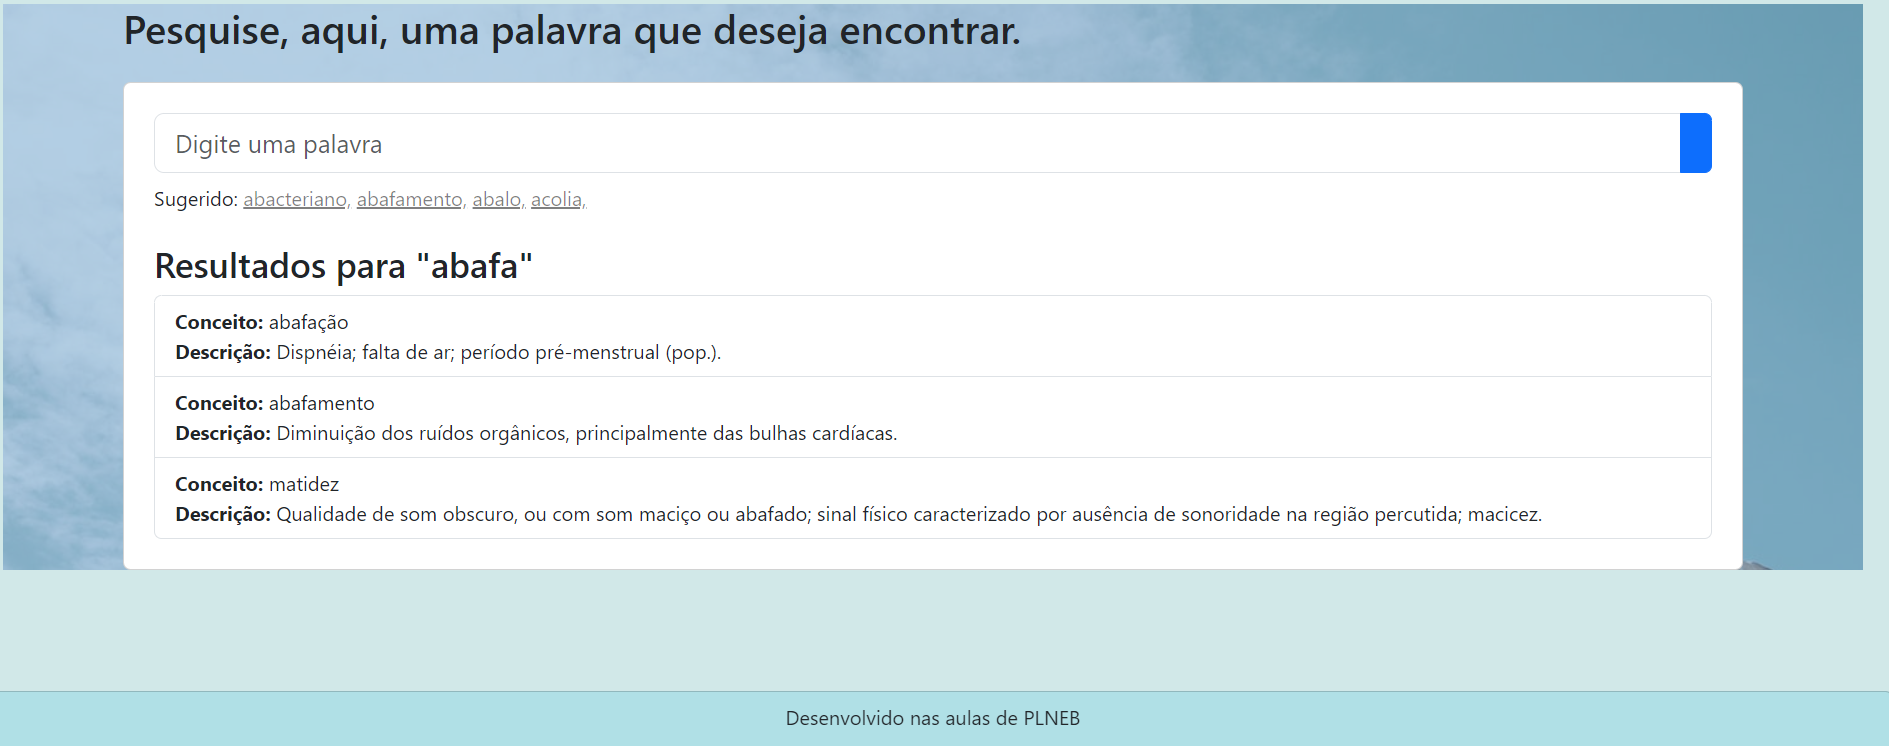 Pesquise, aqui, uma palavra que deseja encontrar.
Digite uma palavra
Sugerido: abacteriano, abafamento, abalo, acolia,
Resultados para "abafa"
Conceito: abafação
Descrição: Dispnéia; falta de ar; período pré-menstrual (pop.).
Conceito: abafamento
Descrição: Diminuição dos ruídos orgânicos, principalmente das bulhas cardíacas.
Conceito: matidez
Descrição: Qualidade de som obscuro, ou com som maciço ou abafado; sinal físico caracterizado por ausência de sonoridade na região percutida; macicez.
Desenvolvido nas aulas de PLNEB